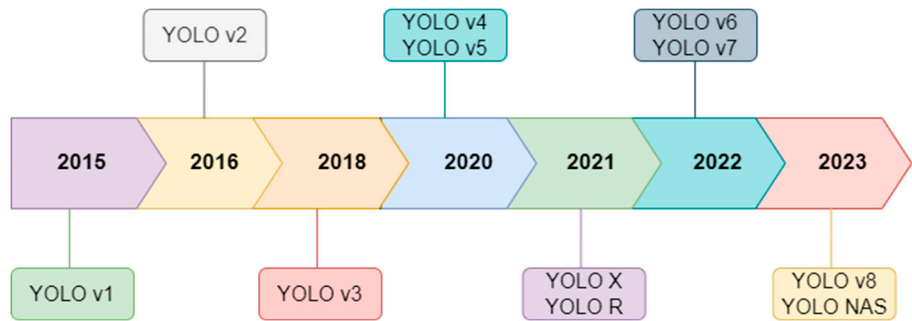 YOLO v2
YOLO v4
YOLO v5
YOLO v6
YOLO v7
2015
2016
2018
2020
2021
2022
2023
YOLO v1
YOLO v3
YOLO X
YOLO R
YOLO v8
YOLO NAS